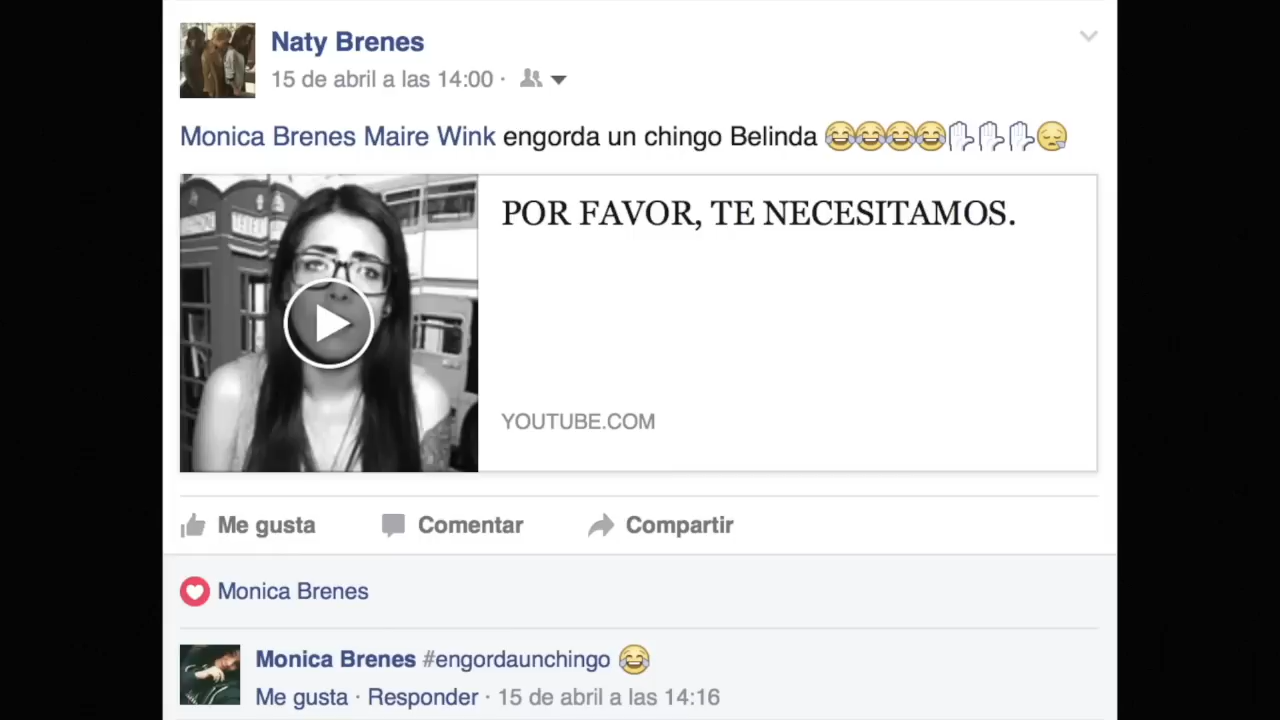 Naty Brenes
15 de abril a las 14:00 ·
Monica Brenes Maire Wink engorda un chingo Belinda 😂😂😂😂✋✋✋😪
POR FAVOR, TE NECESITAMOS.
YOUTUBE.COM
Me gusta Comentar Compartir
Monica Brenes
Monica Brenes #engordaunchingo 😂
Me gusta · Responder · 15 de abril a las 14:16